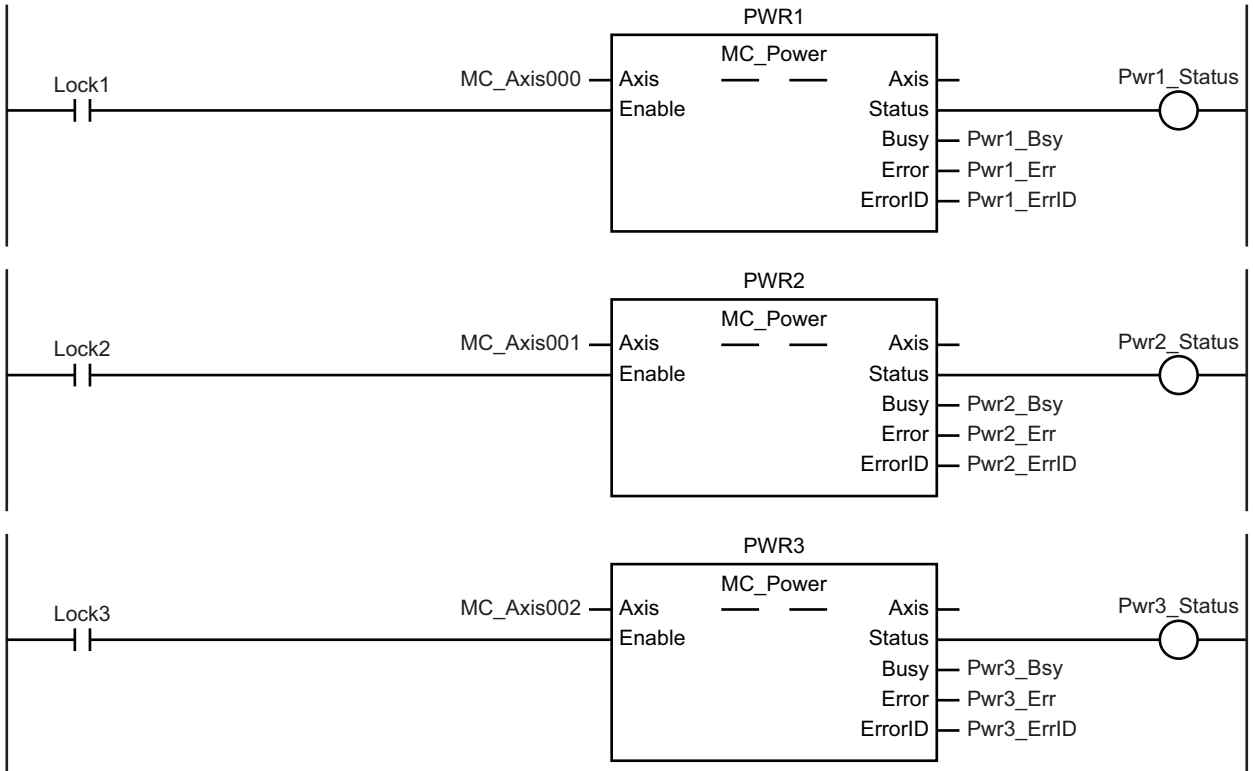 PWR1
MC_Power
Lock1
MC_Axis000
Axis
Axis
Pwr1_Status
Enable
Status
Busy
Pwr1_Bsy
Error
Pwr1_Err
ErrorID
Pwr1_ErrID
PWR2
MC_Power
Lock2
MC_Axis001
Axis
Axis
Pwr2_Status
Enable
Status
Busy
Pwr2_Bsy
Error
Pwr2_Err
ErrorID
Pwr2_ErrID
PWR3
MC_Power
Lock3
MC_Axis002
Axis
Axis
Pwr3_Status
Enable
Status
Busy
Pwr3_Bsy
Error
Pwr3_Err
ErrorID
Pwr3_ErrID